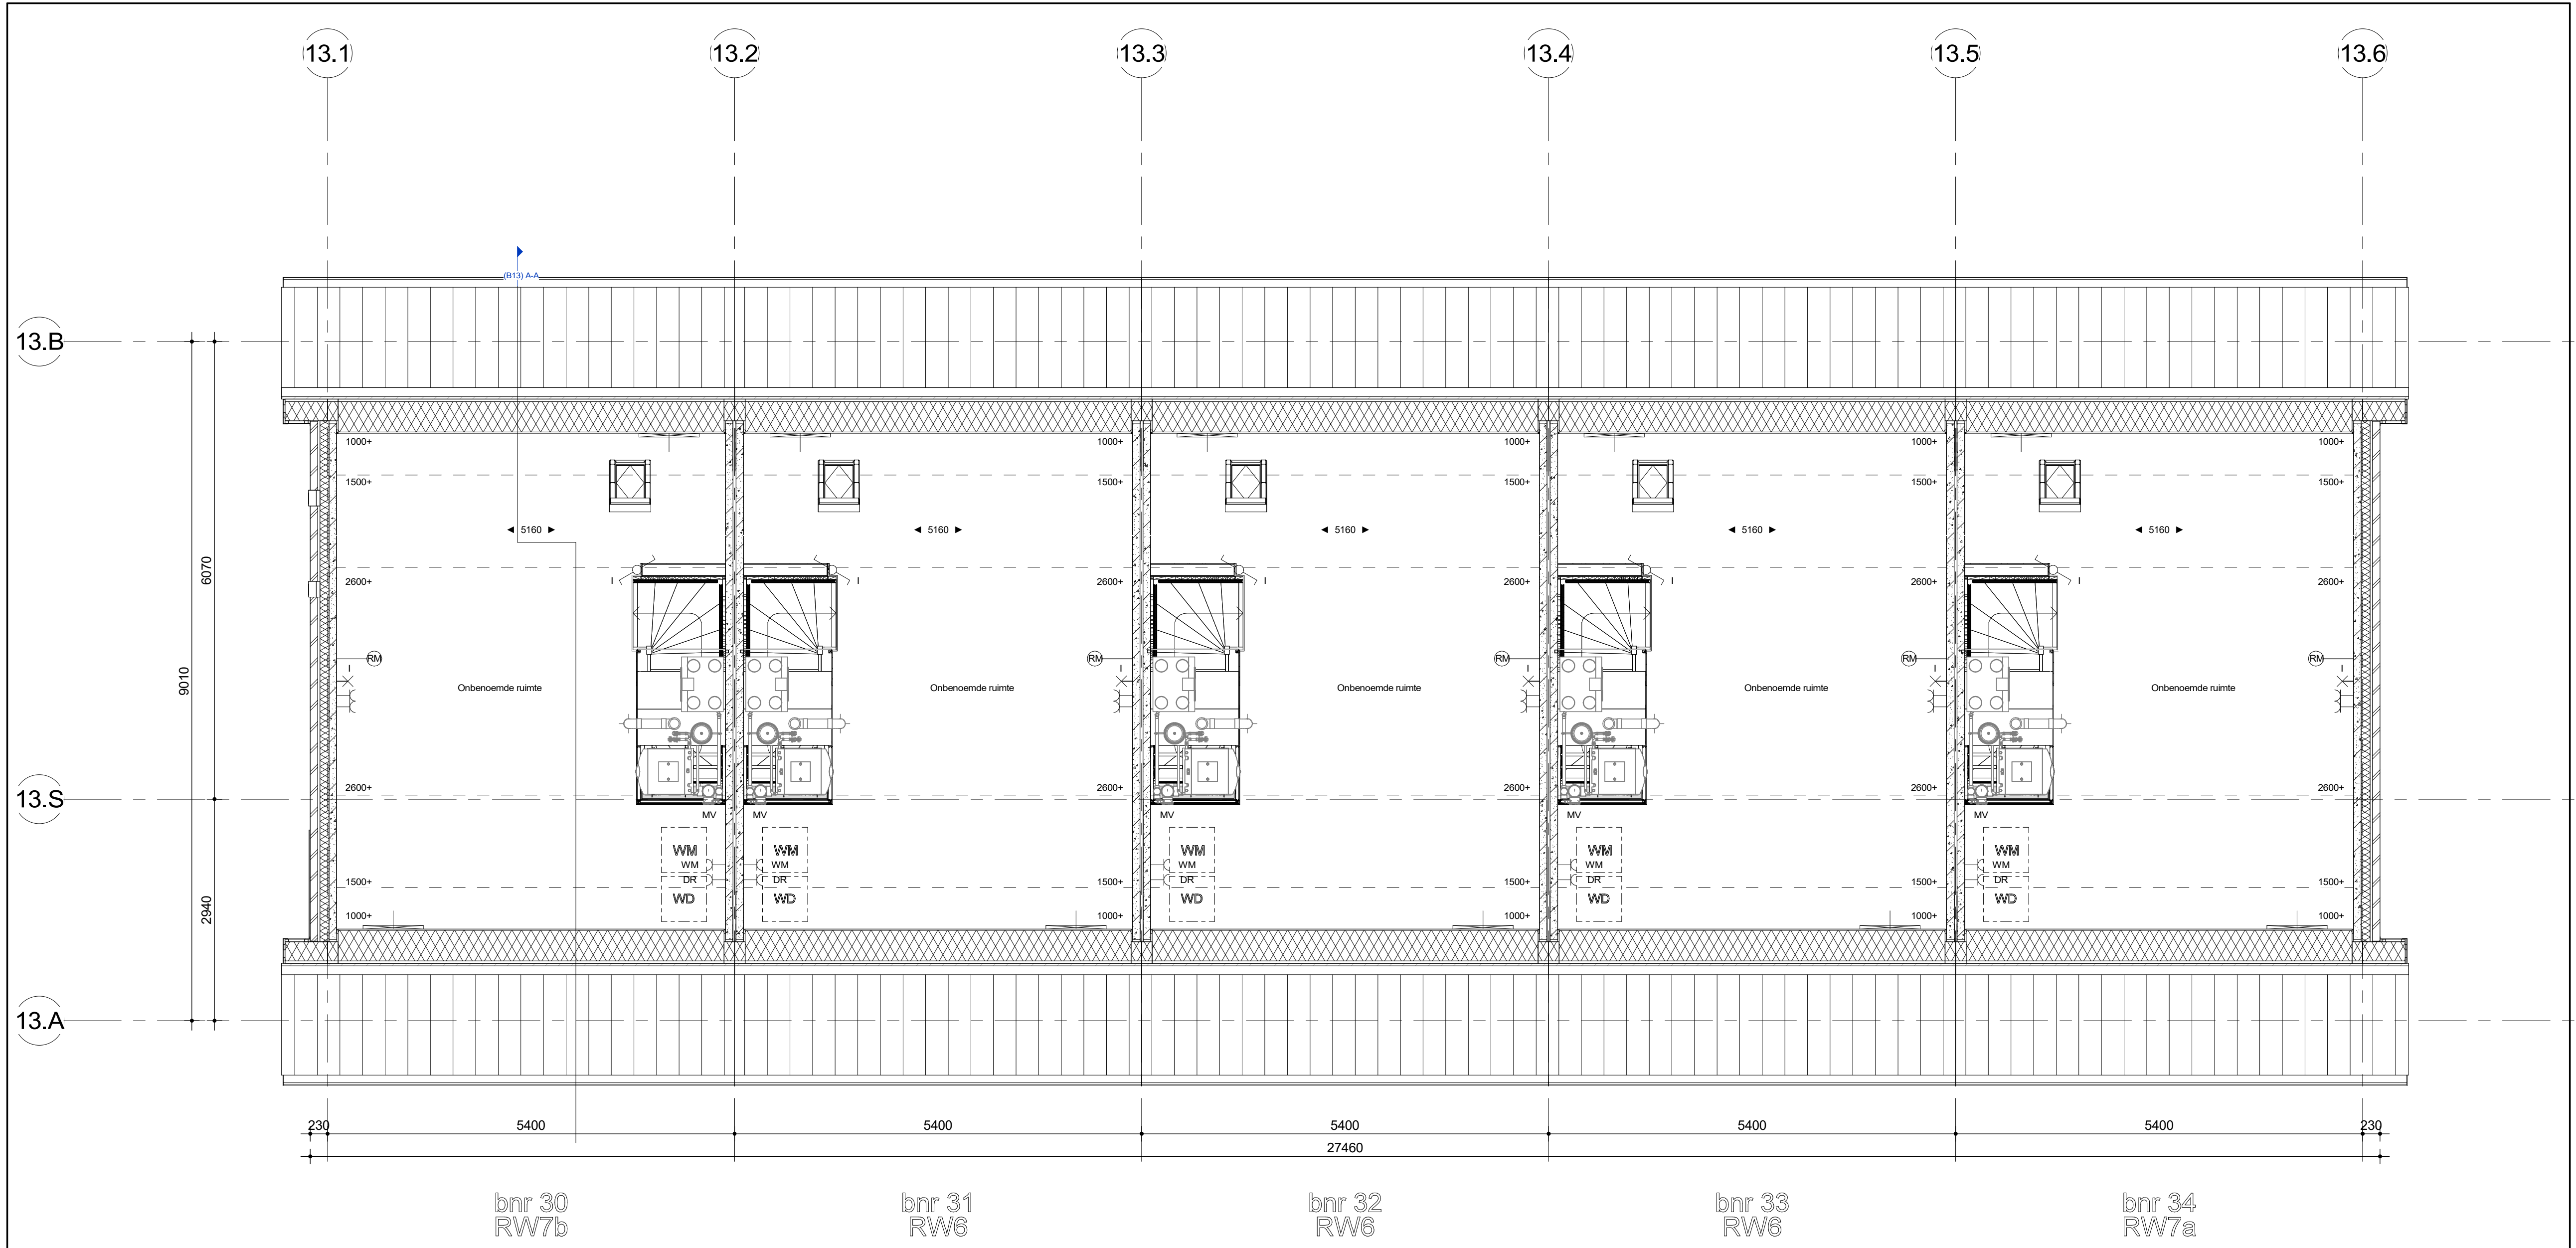 13.1 13.2 13.3 13.4 13.5 13.6
(B13) A-A
13.B
1000+ 1000+ 1000+ 1000+ 1000+ 1000+
1500+ 1500+ 1500+ 1500+ 1500+ 1500+
5160 5160 5160 5160 5160
6070
2600+ 2600+ 2600+ 2600+ 2600+ 2600+
I I I I I
RM RM RM RM RM
I I I I I
9010
Onbenoemde ruimte Onbenoemde ruimte Onbenoemde ruimte Onbenoemde ruimte Onbenoemde ruimte
2600+ 2600+ 2600+ 2600+ 2600+ 2600+
13.S
MV MV MV MV MV
WM WM WM WM WM
WM WM WM WM WM
DR DR DR DR DR
1500+ 1500+ 1500+ 1500+ 1500+ 1500+
WD WD WD WD WD
2940
1000+ 1000+ 1000+ 1000+ 1000+ 1000+
13.A
230 5400 5400 5400 5400 5400 230
27460
bnr 30 bnr 31 bnr 32 bnr 33 bnr 34
RW7b RW6 RW6 RW6 RW7a